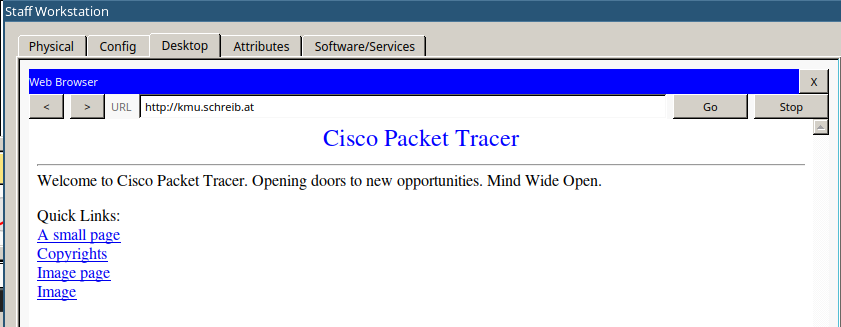 Staff Workstation
Physical Config Desktop Attributes Software/Services
Web Browser X
< > URL http://kmu.schreib.at Go Stop
Cisco Packet Tracer
Welcome to Cisco Packet Tracer. Opening doors to new opportunities. Mind Wide Open.
Quick Links:
A small page
Copyrights
Image page
Image